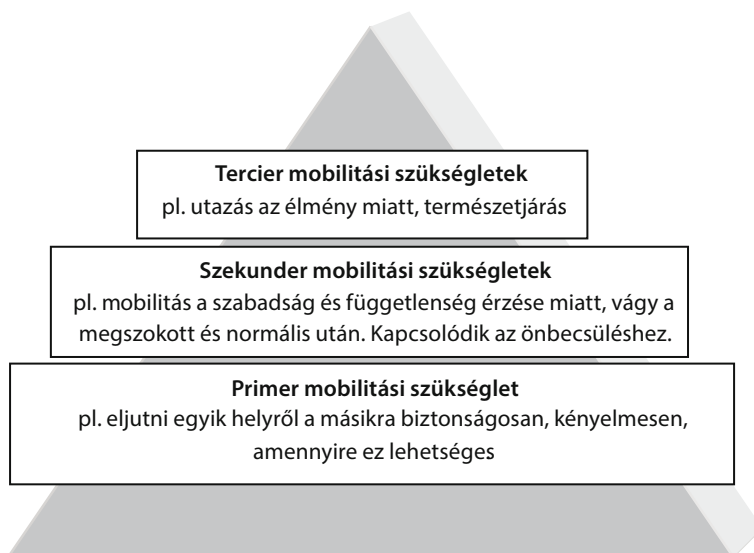 Tercier mobilitási szükségletek
pl. utazás az élmény miatt, természetjárás
Szekunder mobilitási szükségletek
pl. mobilitás a szabadság és függetlenség érzése miatt, vagy a
megszokott és normális után. Kapcsolódik az önbecsüléshez.
Primer mobilitási szükséglet
pl. eljutni egyik helyről a másikra biztonságosan, kényelmesen,
amennyire ez lehetséges